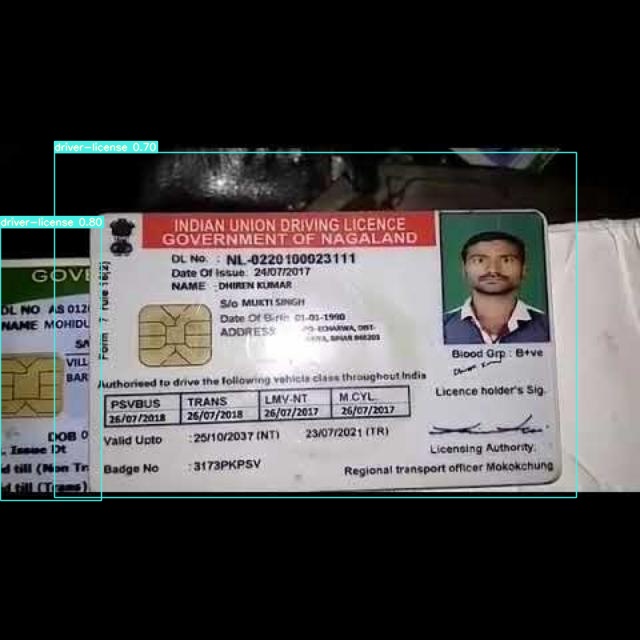 driver-license 0.70
driver-license 0.80
INDIAN UNION DRIVING LICENCE
GOVERNMENT OF NAGALAND
DL No. : NL-0220100023111
Date Of Issue: 24/07/2017
NAME : DHIREN KUMAR
S/o MUKTI SINGH
Date Of Birth 01-01-1990
ADDRESS
DIST-
BIHAR 848203
Form 7 rule 16(2)
Blood Grp : B+ve
Licence holder's Sig.
Authorised to drive the following vehicle class throughout India
PSVBUS TRANS LMV-NT M.CYL.
26/07/2018 26/07/2018 26/07/2017 26/07/2017
Valid Upto : 25/10/2037 (NT) 23/07/2021 (TR)
Licensing Authority.
Badge No : 3173PKPSV
Regional transport officer Mokokchung
GOVE
DL NO AS 012
NAME MOHIDU
VILL
BAR
DOB 0
Issue Dt
d till (Non Tr
d till (Trans)